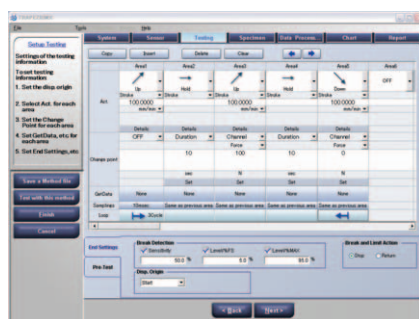 File Tools Help
System Sensor Testing Specimen Data Process... Chart Report
Setup Testing
Settings of the testing information
To set testing information
1. Set the disp. origin
2. Select Act. for each area
3. Set the Change Point for each area
4. Set GetData, etc. for each area
5. Set End Settings, etc.
Save a Method file
Test with this method
Finish
Cancel
Copy Insert Delete Clear
Area1 Area2 Area3 Area4 Area5 Area6
Act. Up Hold Up Hold Down OFF
Stroke Stroke Stroke
100.0000 100.0000 100.0000
mm/min mm/min mm/min
Details Details Details Details Details
Change point OFF Duration Channel Duration Channel
Force Force
10 100 10 0
sec N sec N
Set Set Set Set
GetData None None None None None
Samplings 10msec Same as previous area Same as previous area Same as previous area Same as previous area
Loop 20cycle
End Settings
Pre-Test
Break Detection
Sensitivity Level%FS Level%MAX
50.0 % 5.0 % %
Break and Limit Action
Stop Return
Disp. Origin
Start
< Back Next >